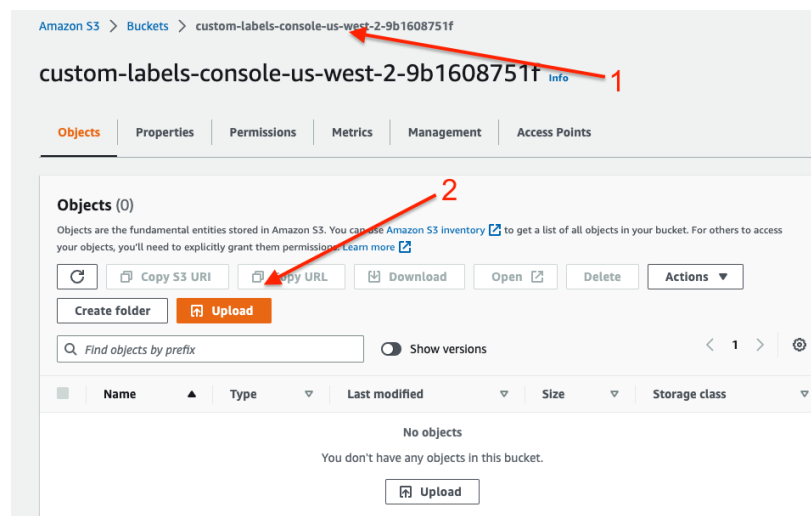 Amazon S3 > Buckets > custom-labels-console-us-west-2-9b1608751f
custom-labels-console-us-west-2-9b1608751f Info
1
Objects Properties Permissions Metrics Management Access Points
2
Objects (0)
Objects are the fundamental entities stored in Amazon S3. You can use Amazon S3 inventory to get a list of all objects in your bucket. For others to access
your objects, you'll need to explicitly grant them permissions. Learn more
Copy S3 URI Copy URL Download Open Delete Actions
Create folder Upload
Find objects by prefix Show versions < 1 >
Name Type Last modified Size Storage class
No objects
You don't have any objects in this bucket.
Upload